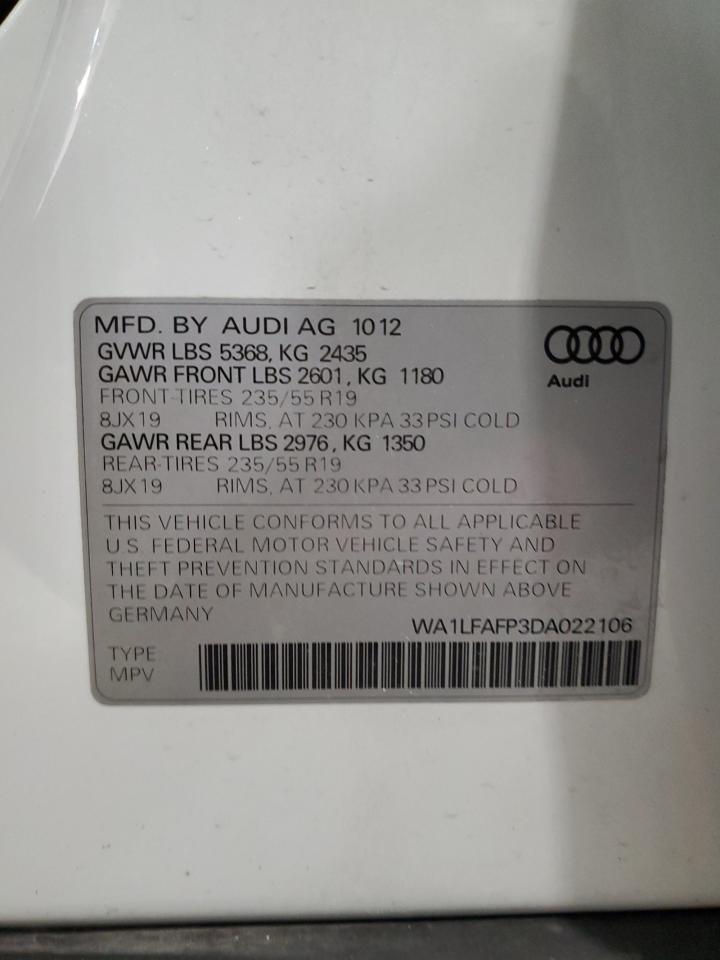 MFD. BY AUDI AG 1012
GVWR LBS 5368, KG 2435
GAWR FRONT LBS 2601, KG 1180
FRONT-TIRES 235/55 R19
8JX19 RIMS, AT 230 KPA 33 PSI COLD
GAWR REAR LBS 2976, KG 1350
REAR-TIRES 235/55 R19
8JX19 RIMS, AT 230 KPA 33 PSI COLD
Audi
THIS VEHICLE CONFORMS TO ALL APPLICABLE
U.S. FEDERAL MOTOR VEHICLE SAFETY AND
THEFT PREVENTION STANDARDS IN EFFECT ON
THE DATE OF MANUFACTURE SHOWN ABOVE
GERMANY
WA1LFAFP3DA022106
TYPE
MPV